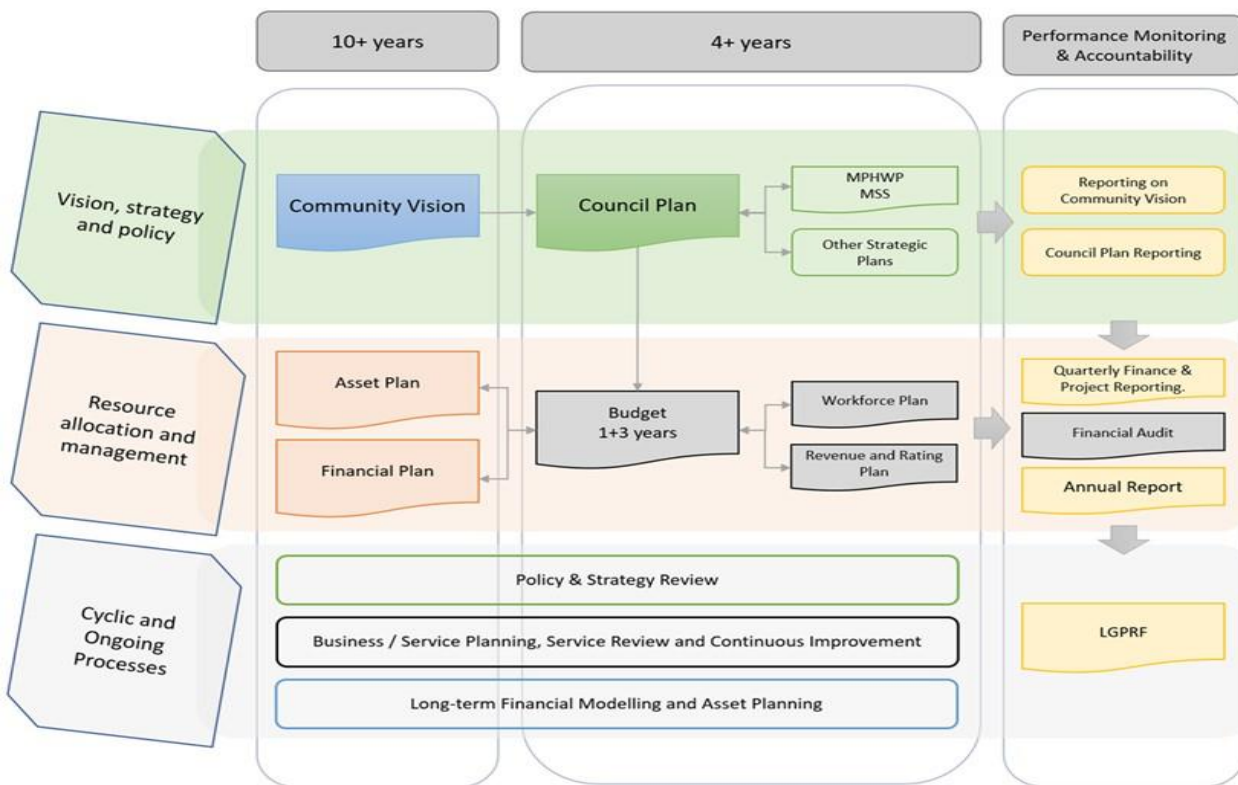 10+ years
4+ years
Performance Monitoring
& Accountability
Vision, strategy
and policy
Community Vision
Council Plan
MPHWP
MSS
Other Strategic
Plans
Reporting on
Community Vision
Council Plan Reporting
Resource
allocation and
management
Asset Plan
Financial Plan
Budget
1+3 years
Workforce Plan
Revenue and Rating
Plan
Quarterly Finance &
Project Reporting.
Financial Audit
Annual Report
Cyclic and
Ongoing
Processes
Policy & Strategy Review
Business / Service Planning, Service Review and Continuous Improvement
Long-term Financial Modelling and Asset Planning
LGPRF